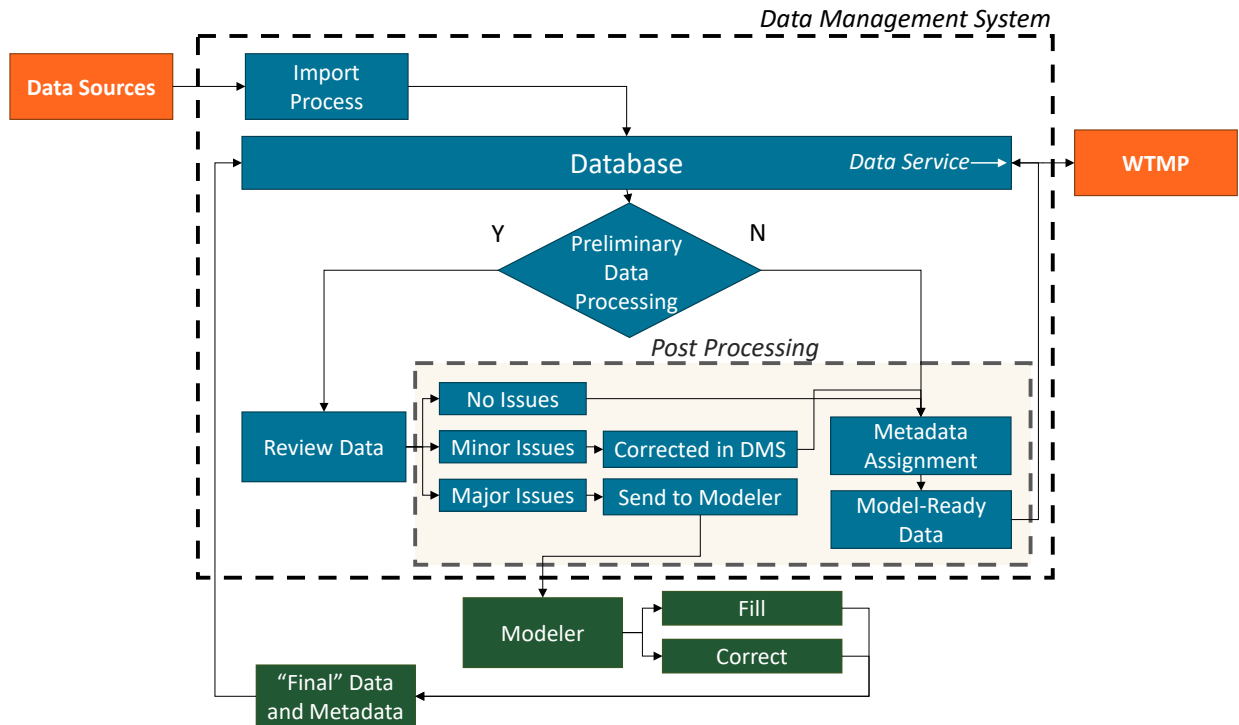 Data Management System
Data Sources
Import
Process
Database
Data Service
WTMP
Y
N
Preliminary
Data
Processing
Post Processing
Review Data
No Issues
Minor Issues
Corrected in DMS
Major Issues
Send to Modeler
Metadata
Assignment
Model-Ready
Data
Modeler
Fill
Correct
“Final” Data
and Metadata